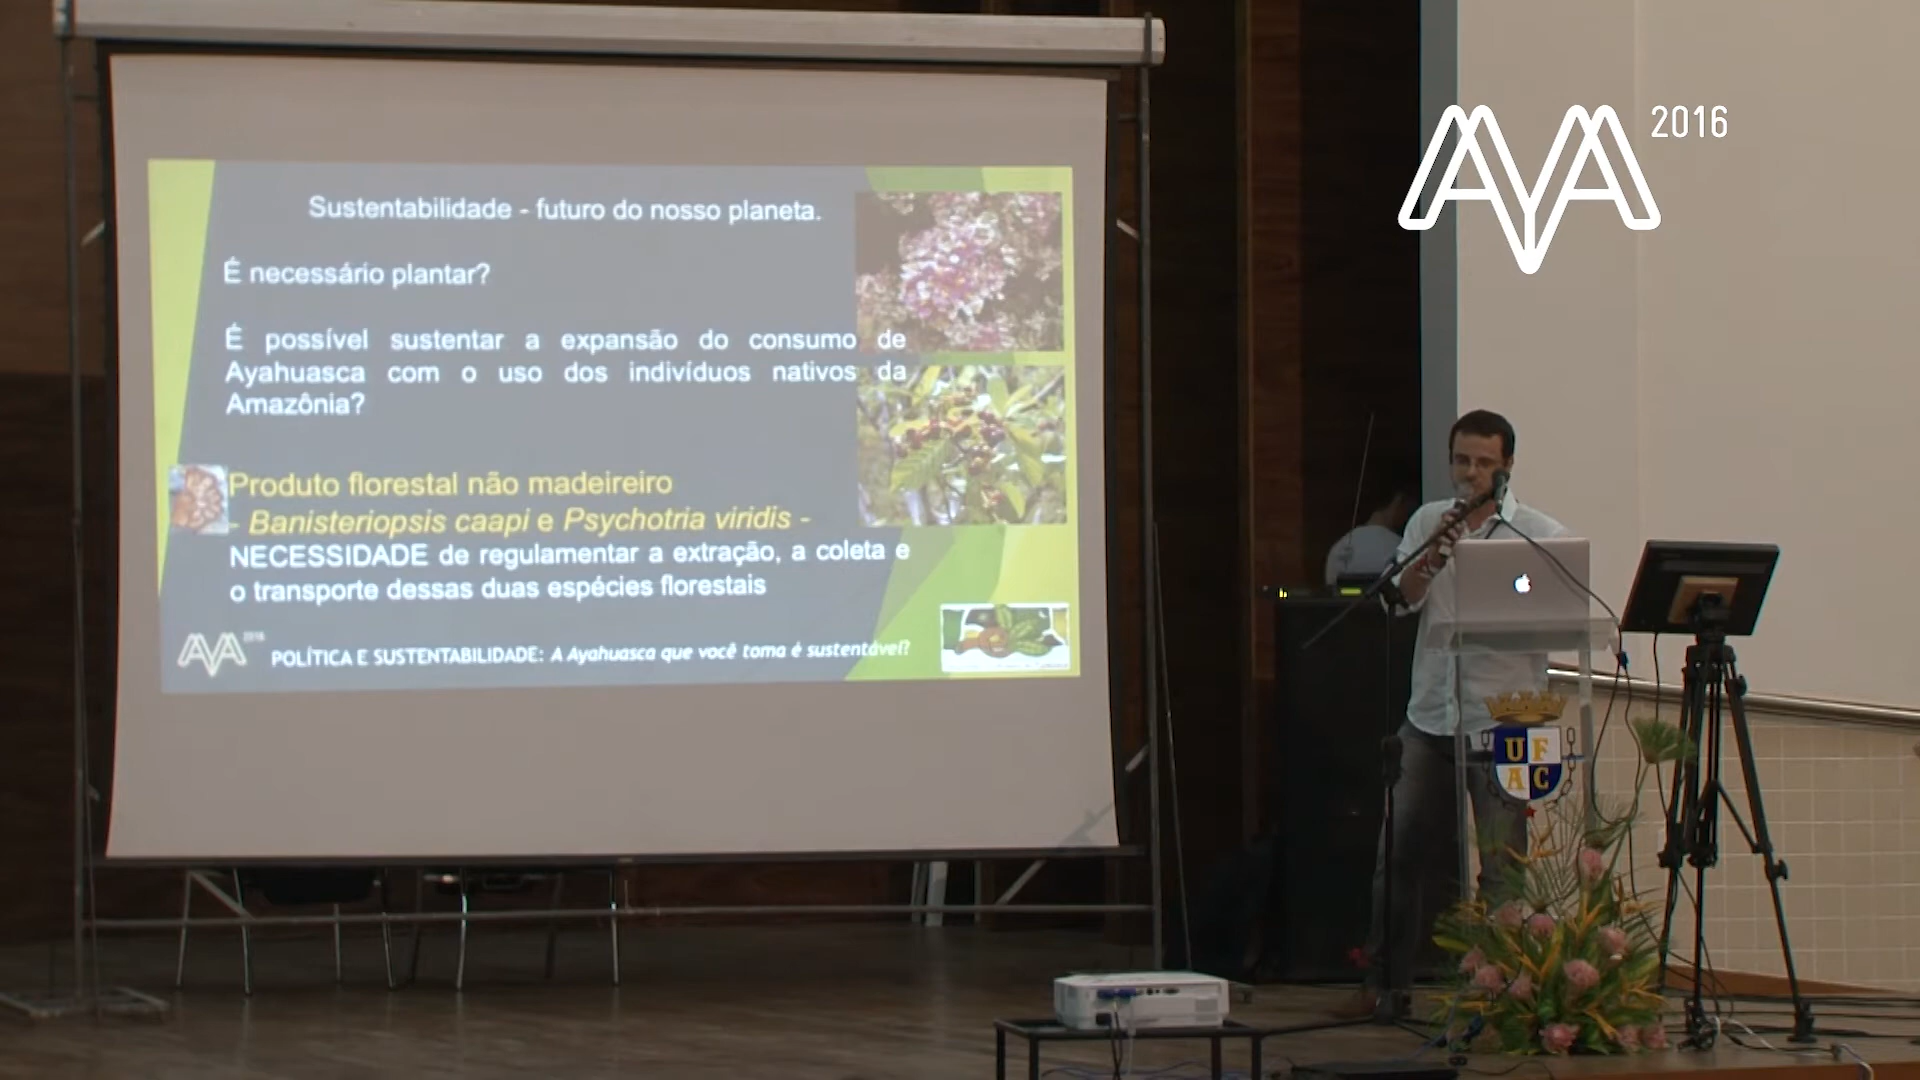 Sustentabilidade - futuro do nosso planeta.
É necessário plantar?
É possível sustentar a expansão do consumo de
Ayahuasca com o uso dos indivíduos nativos da
Amazônia?
Produto florestal não madeireiro
- Banisteriopsis caapi e Psychotria viridis -
NECESSIDADE de regulamentar a extração, a coleta e
o transporte dessas duas espécies florestais
AYA 2016
POLÍTICA E SUSTENTABILIDADE: A Ayahuasca que você toma é sustentável?
AYA 2016
UF
AC